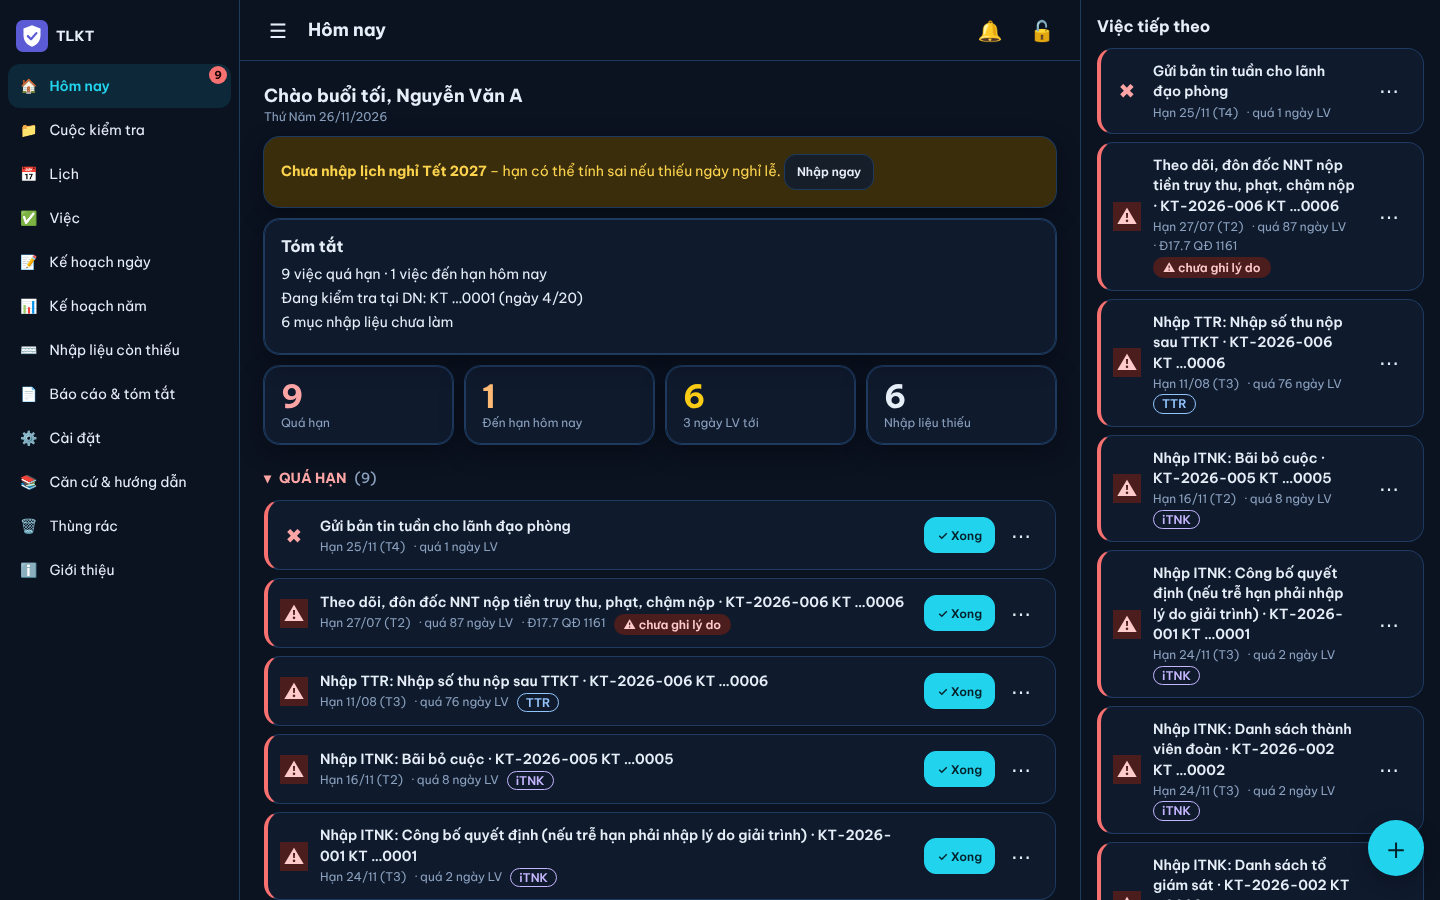 TLKT
Hôm nay
9
Cuộc kiểm tra
Lịch
Việc
Kế hoạch ngày
Kế hoạch năm
Nhập liệu còn thiếu
Báo cáo & tóm tắt
Cài đặt
Căn cứ & hướng dẫn
Thùng rác
Giới thiệu
☰ Hôm nay
Chào buổi tối, Nguyễn Văn A
Thứ Năm 26/11/2026
Chưa nhập lịch nghỉ Tết 2027 – hạn có thể tính sai nếu thiếu ngày nghỉ lễ. Nhập ngay
Tóm tắt
9 việc quá hạn · 1 việc đến hạn hôm nay
Đang kiểm tra tại DN: KT …0001 (ngày 4/20)
6 mục nhập liệu chưa làm
9
Quá hạn
1
Đến hạn hôm nay
6
3 ngày LV tới
6
Nhập liệu thiếu
▾ QUÁ HẠN (9)
Gửi bản tin tuần cho lãnh đạo phòng
Hạn 25/11 (T4) · quá 1 ngày LV
✓ Xong ⋯
Theo dõi, đôn đốc NNT nộp tiền truy thu, phạt, chậm nộp · KT-2026-006 KT …0006
Hạn 27/07 (T2) · quá 87 ngày LV · Đ17.7 QĐ 1161 ⚠ chưa ghi lý do
✓ Xong ⋯
Nhập TTR: Nhập số thu nộp sau TTKT · KT-2026-006 KT …0006
Hạn 11/08 (T3) · quá 76 ngày LV TTR
✓ Xong ⋯
Nhập ITNK: Bãi bỏ cuộc · KT-2026-005 KT …0005
Hạn 16/11 (T2) · quá 8 ngày LV iTNK
✓ Xong ⋯
Nhập ITNK: Công bố quyết định (nếu trễ hạn phải nhập lý do giải trình) · KT-2026-
001 KT …0001
Hạn 24/11 (T3) · quá 2 ngày LV iTNK
✓ Xong ⋯
Việc tiếp theo
Gửi bản tin tuần cho lãnh
đạo phòng
Hạn 25/11 (T4) · quá 1 ngày LV
Theo dõi, đôn đốc NNT nộp
tiền truy thu, phạt, chậm nộp
· KT-2026-006 KT …0006
Hạn 27/07 (T2) · quá 87 ngày LV
· Đ17.7 QĐ 1161
⚠ chưa ghi lý do
Nhập TTR: Nhập số thu nộp
sau TTKT · KT-2026-006
KT …0006
Hạn 11/08 (T3) · quá 76 ngày LV
TTR
Nhập ITNK: Bãi bỏ cuộc ·
KT-2026-005 KT …0005
Hạn 16/11 (T2) · quá 8 ngày LV
iTNK
Nhập ITNK: Công bố quyết
định (nếu trễ hạn phải nhập
lý do giải trình) · KT-2026-
001 KT …0001
Hạn 24/11 (T3) · quá 2 ngày LV
iTNK
Nhập ITNK: Danh sách thành
viên đoàn · KT-2026-002
KT …0002
Hạn 24/11 (T3) · quá 2 ngày LV
iTNK
Nhập ITNK: Danh sách tổ
giám sát · KT-2026-002 KT